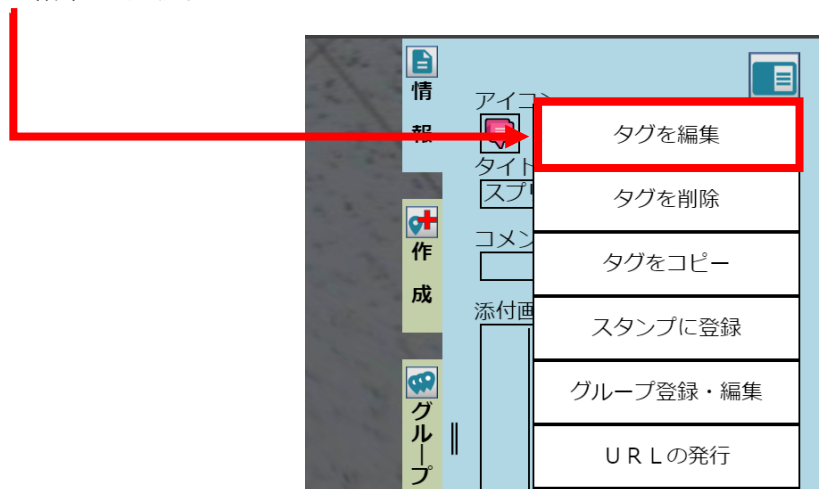 情報
作成
グループ
アイコン
タイト
スプリ
コメン
添付画
タグを編集
タグを削除
タグをコピー
スタンプに登録
グループ登録・編集
ＵＲＬの発行